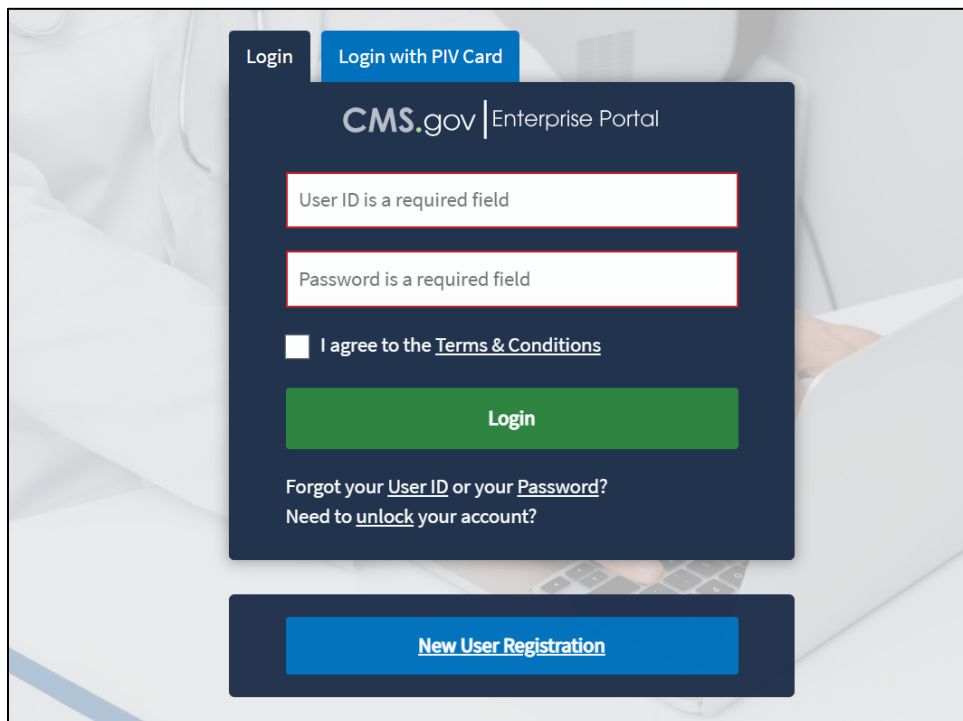 Login
Login with PIV Card
CMS.gov | Enterprise Portal
User ID is a required field
Password is a required field
I agree to the Terms & Conditions
Login
Forgot your User ID or your Password?
Need to unlock your account?
New User Registration